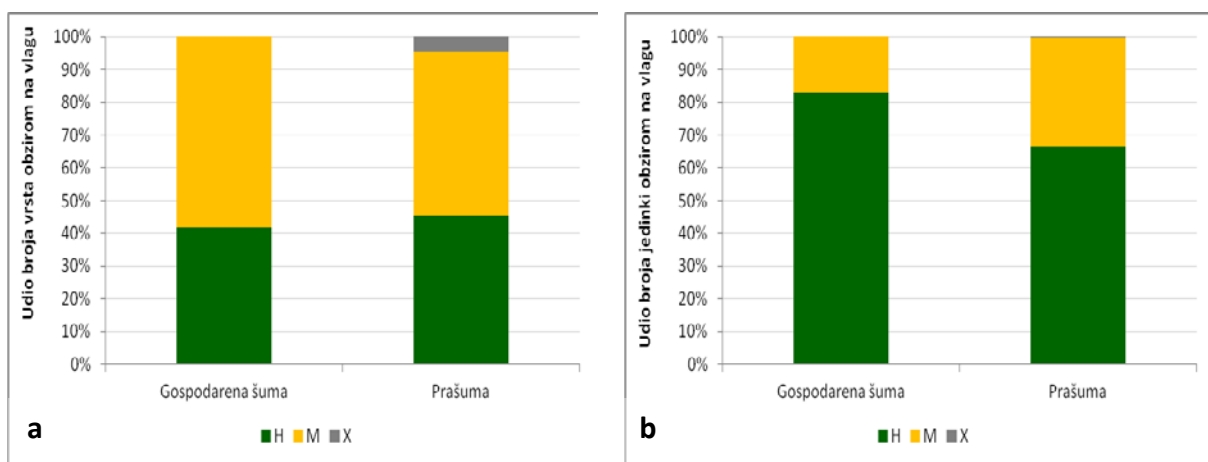 Udio broja vrsta obzirom na vlagu
100%
90%
80%
70%
60%
50%
40%
30%
20%
10%
0%
Gospodarena šuma Prašuma
H M X
a
Udio broja jedinki obzirom na vlagu
100%
90%
80%
70%
60%
50%
40%
30%
20%
10%
0%
Gospodarena šuma Prašuma
H M X
b